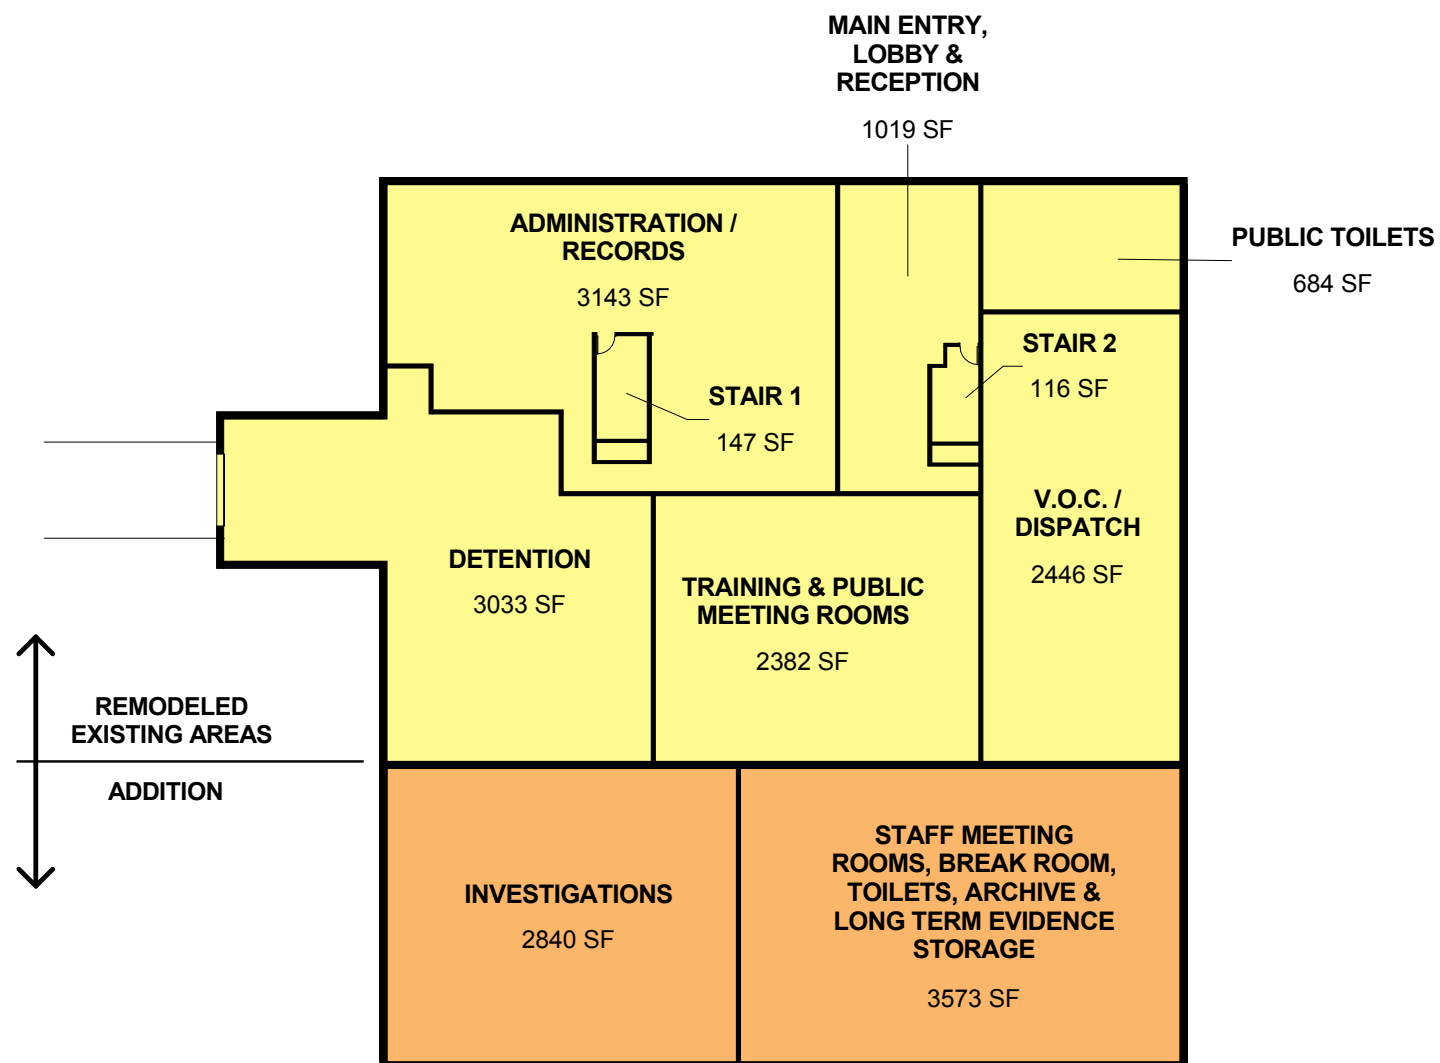 MAIN ENTRY,
LOBBY &
RECEPTION
1019 SF
ADMINISTRATION /
RECORDS
3143 SF
PUBLIC TOILETS
684 SF
STAIR 1
147 SF
STAIR 2
116 SF
V.O.C. /
DISPATCH
2446 SF
DETENTION
3033 SF
TRAINING & PUBLIC
MEETING ROOMS
2382 SF
REMODELED
EXISTING AREAS
ADDITION
INVESTIGATIONS
2840 SF
STAFF MEETING
ROOMS, BREAK ROOM,
TOILETS, ARCHIVE &
LONG TERM EVIDENCE
STORAGE
3573 SF